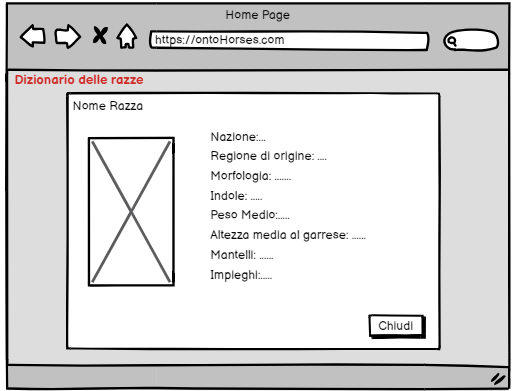 Home Page
https://ontoHorses.com
Dizionario delle razze
Nome Razza
Nazione:...
Regione di origine: ....
Morfologia: .......
Indole: .....
Peso Medio:.....
Altezza media al garrese: ......
Mantelli: ......
Impieghi:.....
Chiudi